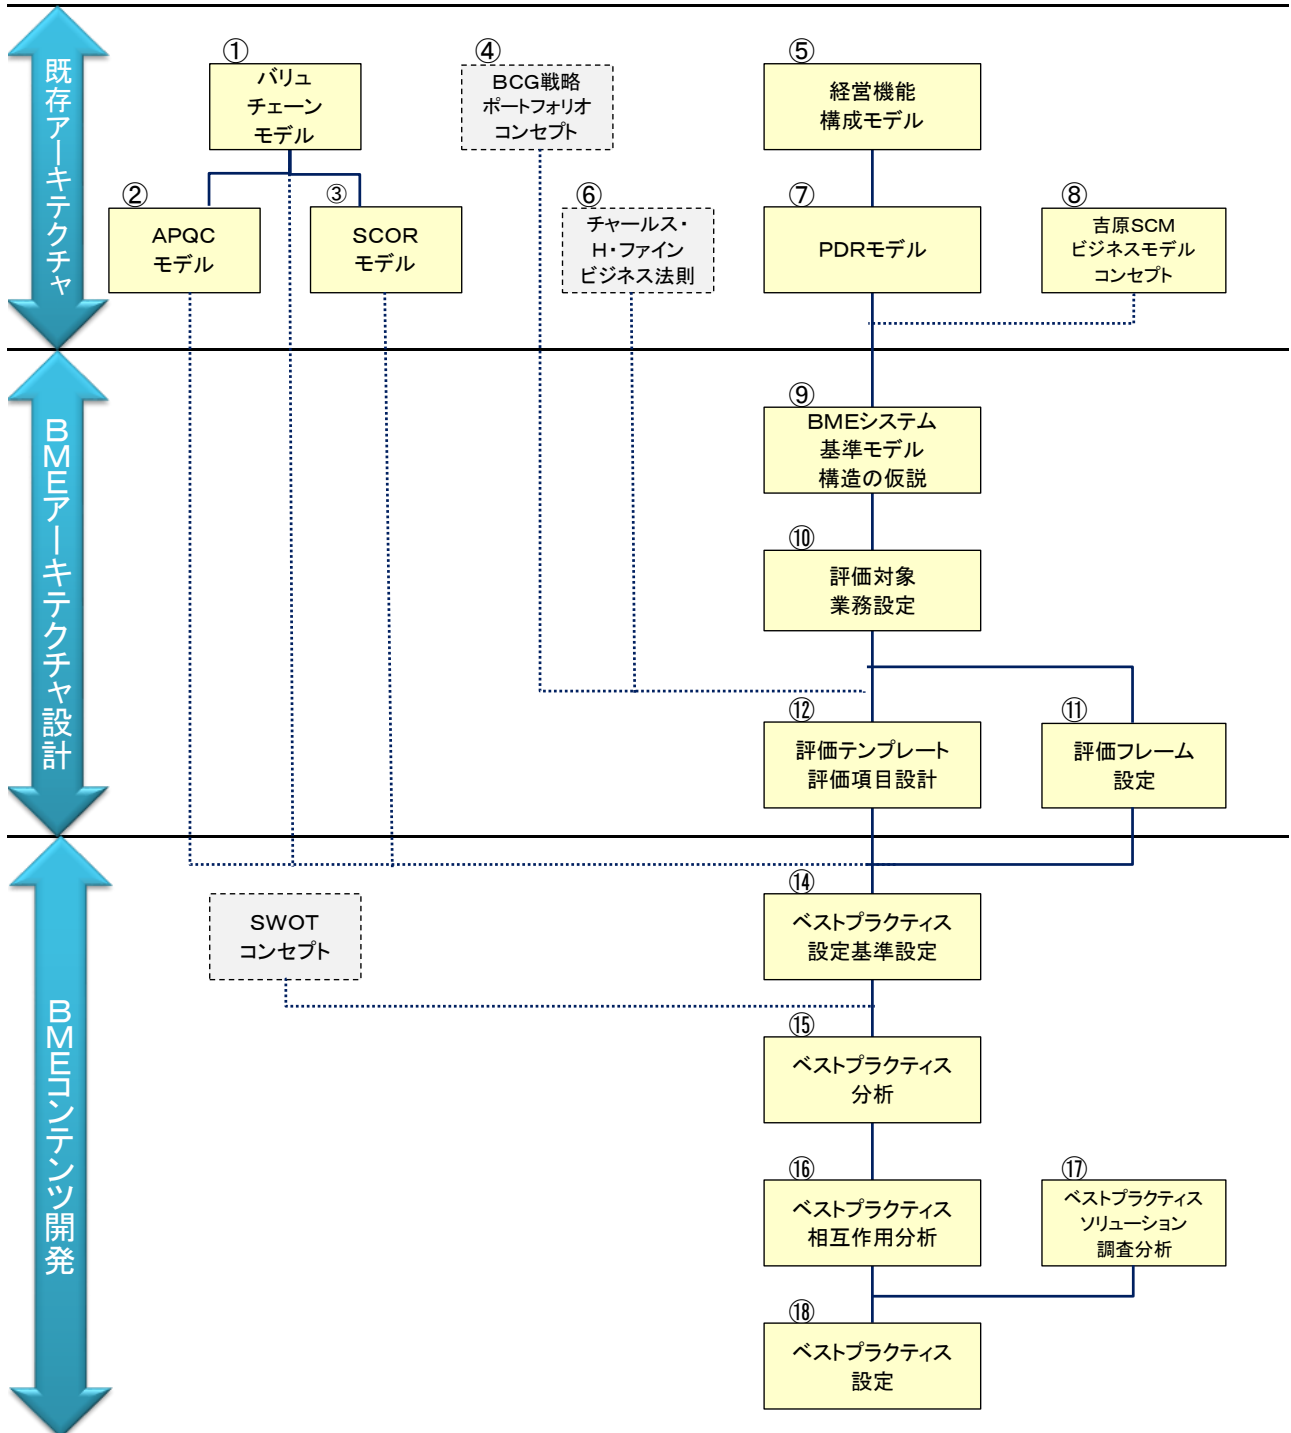 既存アーキテクチャ
①
バリュ
チェーン
モデル
④
BCG戦略
ポートフォリオ
コンセプト
⑤
経営機能
構成モデル
②
APQC
モデル
③
SCOR
モデル
⑥
チャールス・
H・ファイン
ビジネス法則
⑦
PDRモデル
⑧
吉原SCM
ビジネスモデル
コンセプト
BMEアーキテクチャ設計
⑨
BMEシステム
基準モデル
構造の仮説
⑩
評価対象
業務設定
⑫
評価テンプレート
評価項目設計
⑪
評価フレーム
設定
BMEコンテンツ開発
SWOT
コンセプト
⑭
ベストプラクティス
設定基準設定
⑮
ベストプラクティス
分析
⑯
ベストプラクティス
相互作用分析
⑰
ベストプラクティス
ソリューション
調査分析
⑱
ベストプラクティス
設定